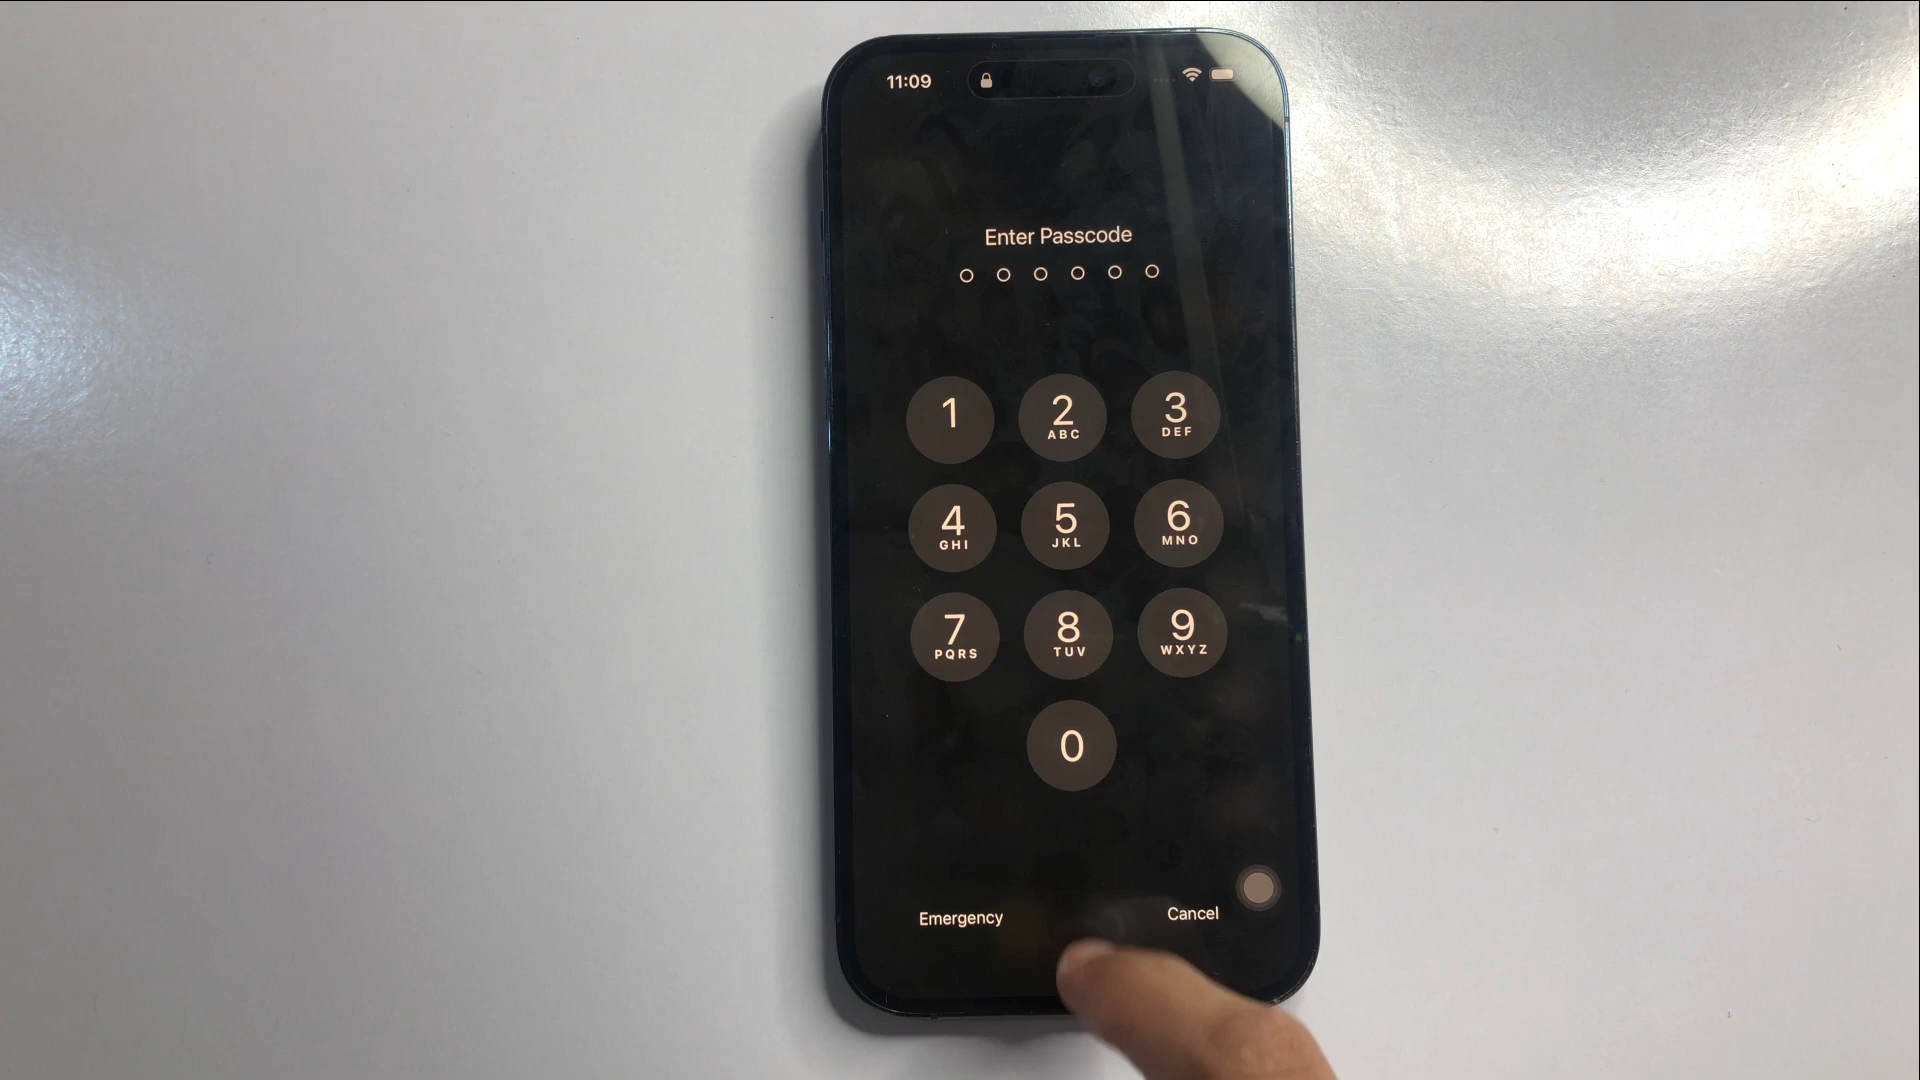 11:09
Enter Passcode
1 2 3
ABC DEF
4 5 6
GHI JKL MNO
7 8 9
PQRS TUV WXYZ
0
Emergency Cancel